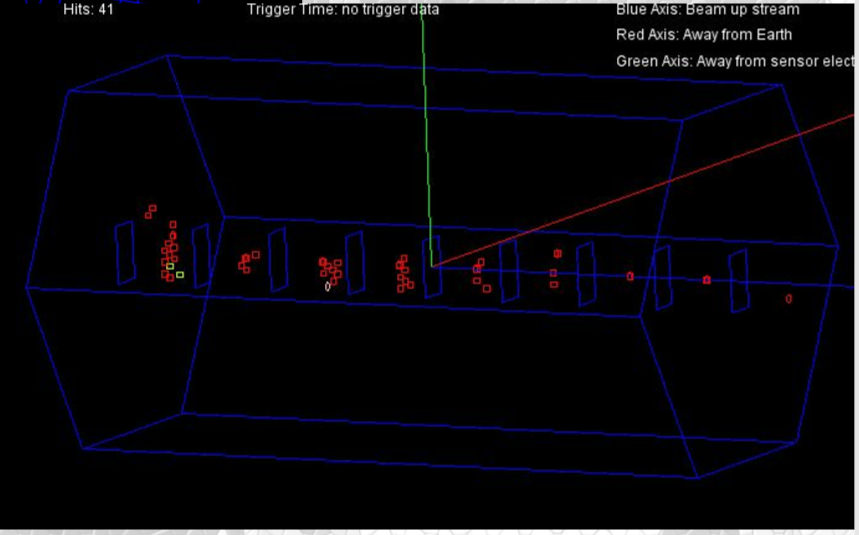 Hits: 41
Trigger Time: no trigger data
Blue Axis: Beam up stream
Red Axis: Away from Earth
Green Axis: Away from sensor elect